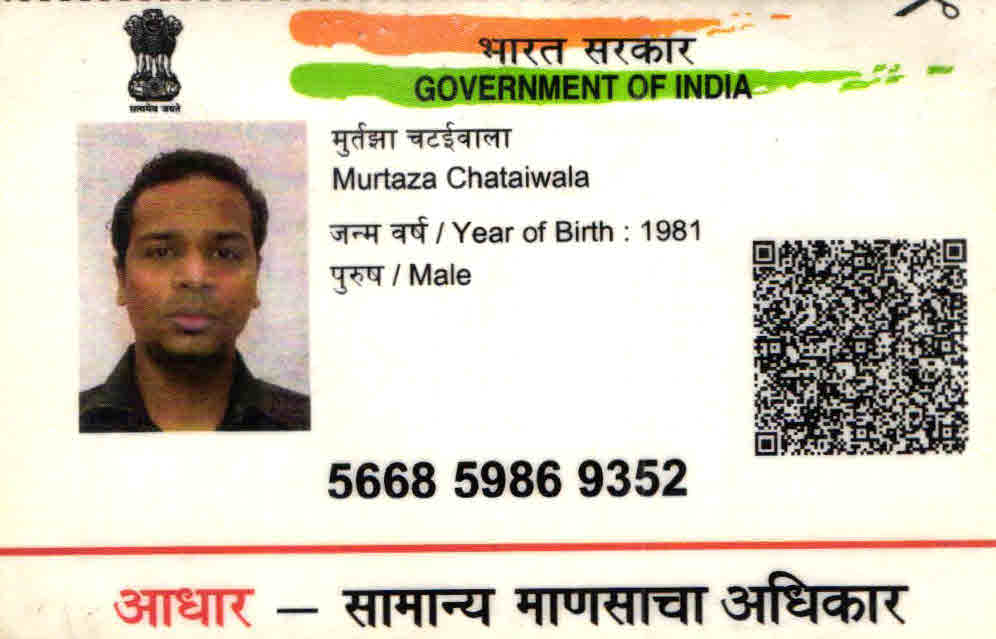 भारत सरकार
GOVERNMENT OF INDIA
सत्यमेव जयते
मुर्तझा चटईवाला
Murtaza Chataiwala
जन्म वर्ष / Year of Birth : 1981
पुरुष / Male
5668 5986 9352
आधार — सामान्य माणसाचा अधिकार